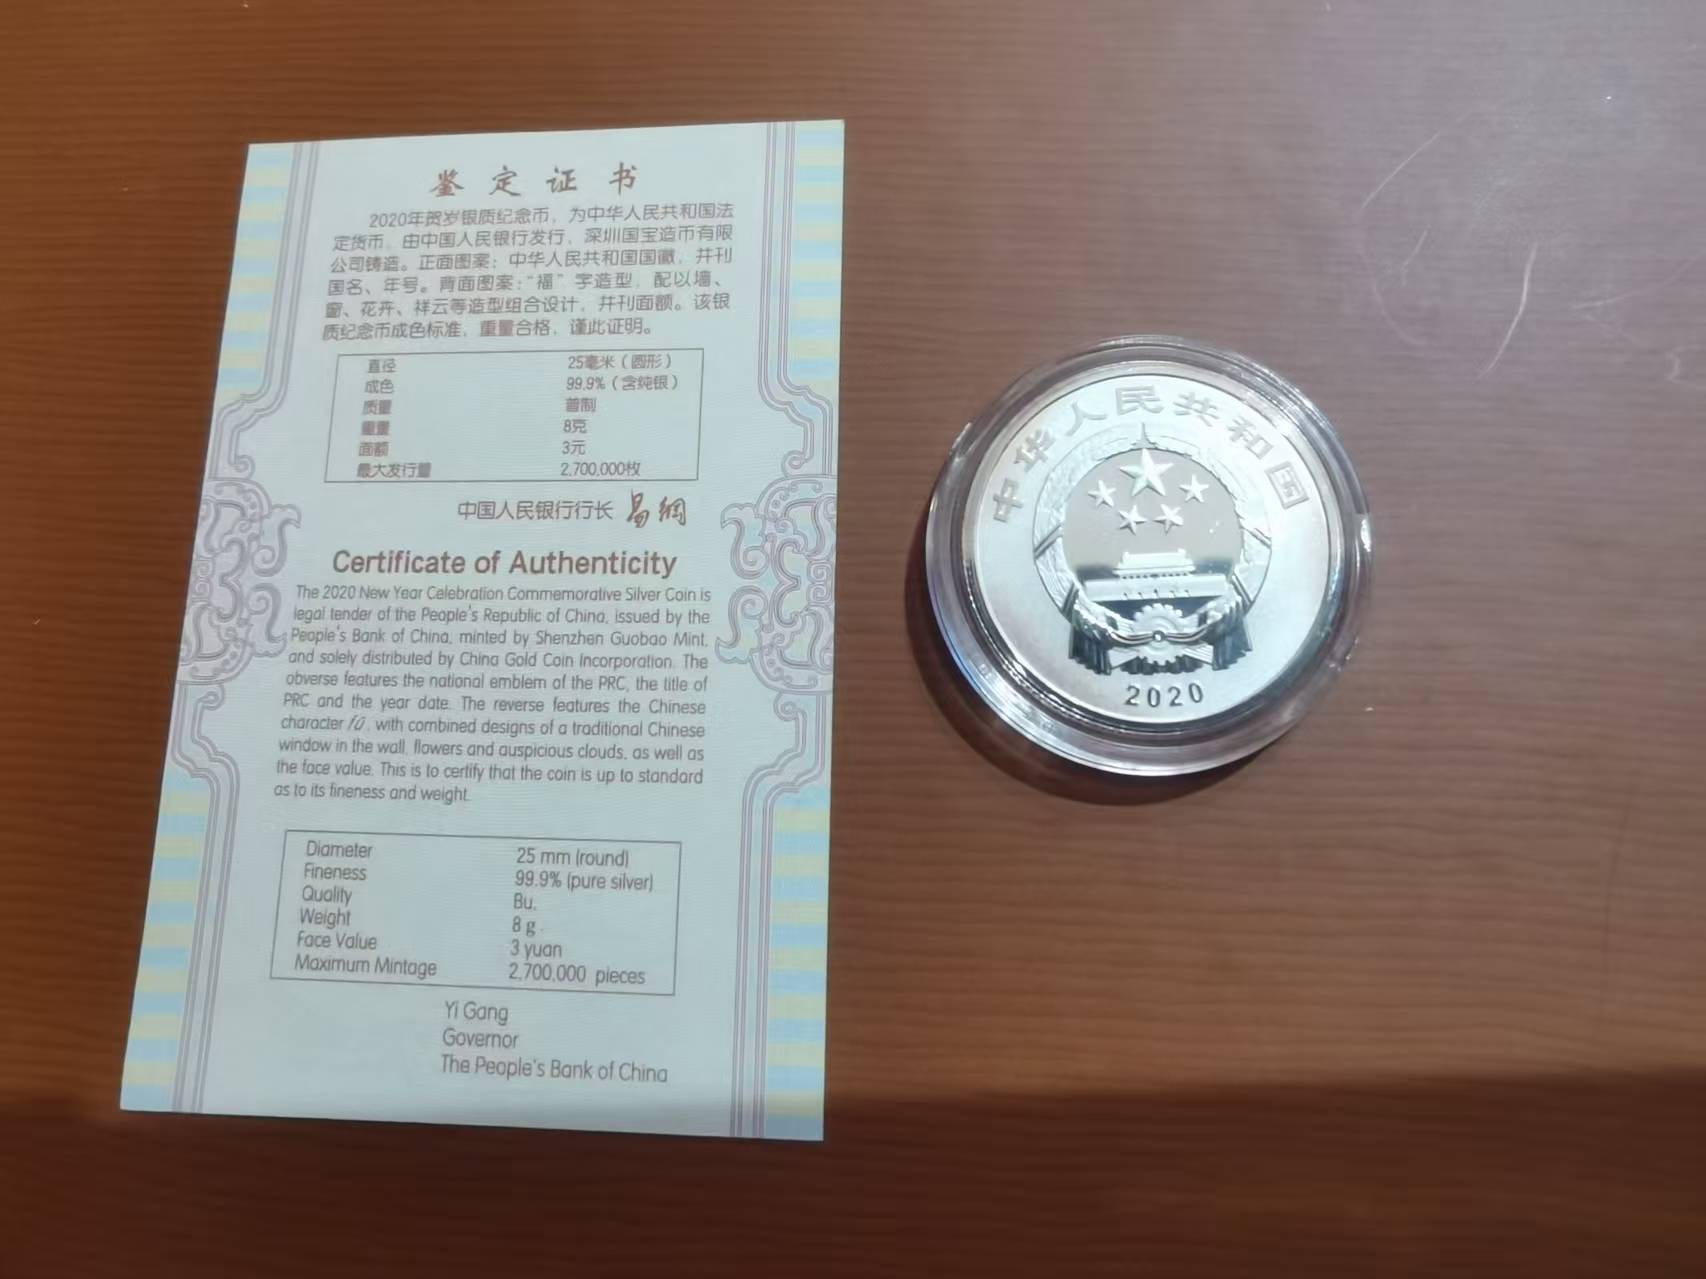 鉴定证书
2020年贺岁银质纪念币，为中华人民共和国法
定货币，由中国人民银行发行，深圳国宝造币有限
公司铸造。正面图案：中华人民共和国国徽，并刊
国名、年号。背面图案：“福”字造型，配以墙、
窗、花卉、祥云等造型组合设计，并刊面额。该银
质纪念币成色标准，重量合格，谨此证明。
直径 25毫米（圆形）
成色 99.9%（含纯银）
质量 普制
重量 8克
面额 3元
最大发行量 2,700,000枚
中国人民银行行长 易纲
Certificate of Authenticity
The 2020 New Year Celebration Commemorative Silver Coin is
legal tender of the People's Republic of China, issued by the
People's Bank of China, minted by Shenzhen Guobao Mint,
and solely distributed by China Gold Coin Incorporation. The
obverse features the national emblem of the PRC, the title of
PRC and the year date. The reverse features the Chinese
character fú, with combined designs of a traditional Chinese
window in the wall, flowers and auspicious clouds, as well as
the face value. This is to certify that the coin is up to standard
as to its fineness and weight.
Diameter 25 mm (round)
Fineness 99.9% (pure silver)
Quality Bu.
Weight 8 g.
Face Value 3 yuan
Maximum Mintage 2,700,000 pieces
Yi Gang
Governor
The People's Bank of China
中华人民共和国
2020